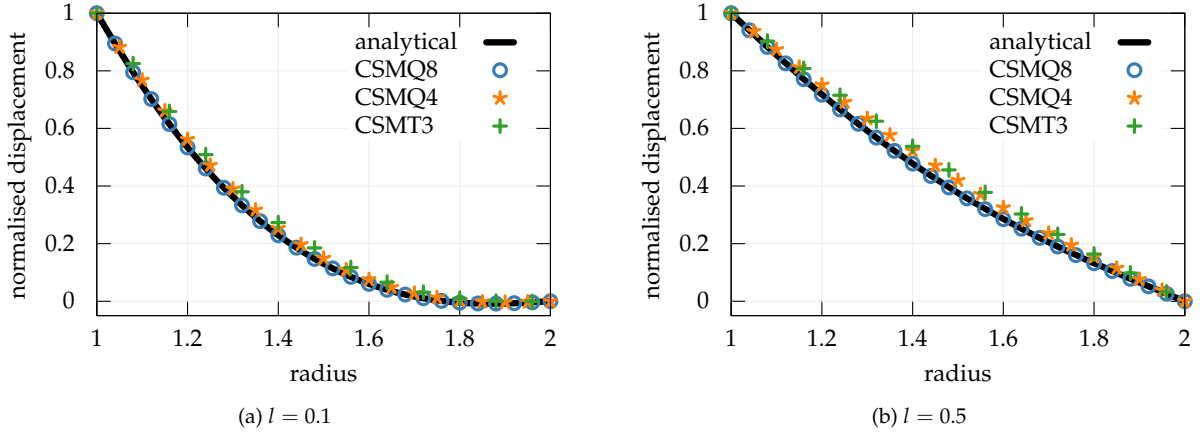 1
0.8
0.6
0.4
0.2
0
normalised displacement
analytical
CSMQ8
CSMQ4
CSMT3
1 1.2 1.4 1.6 1.8 2
radius
(a) l = 0.1
1
0.8
0.6
0.4
0.2
0
normalised displacement
analytical
CSMQ8
CSMQ4
CSMT3
1 1.2 1.4 1.6 1.8 2
radius
(b) l = 0.5